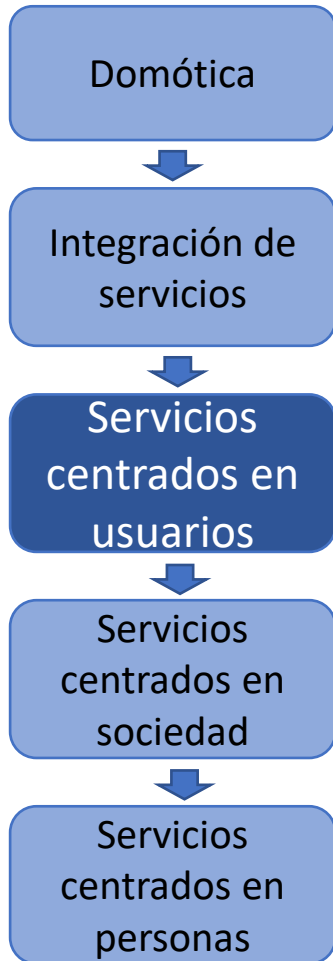 Domótica
Integración de
servicios
Servicios
centrados en
usuarios
Servicios
centrados en
sociedad
Servicios
centrados en
personas